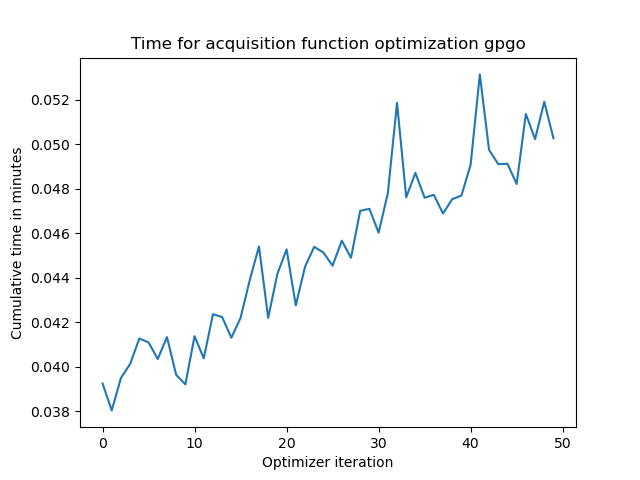 Time for acquisition function optimization gpgo
Cumulative time in minutes
0.052
0.050
0.048
0.046
0.044
0.042
0.040
0.038
0 10 20 30 40 50
Optimizer iteration